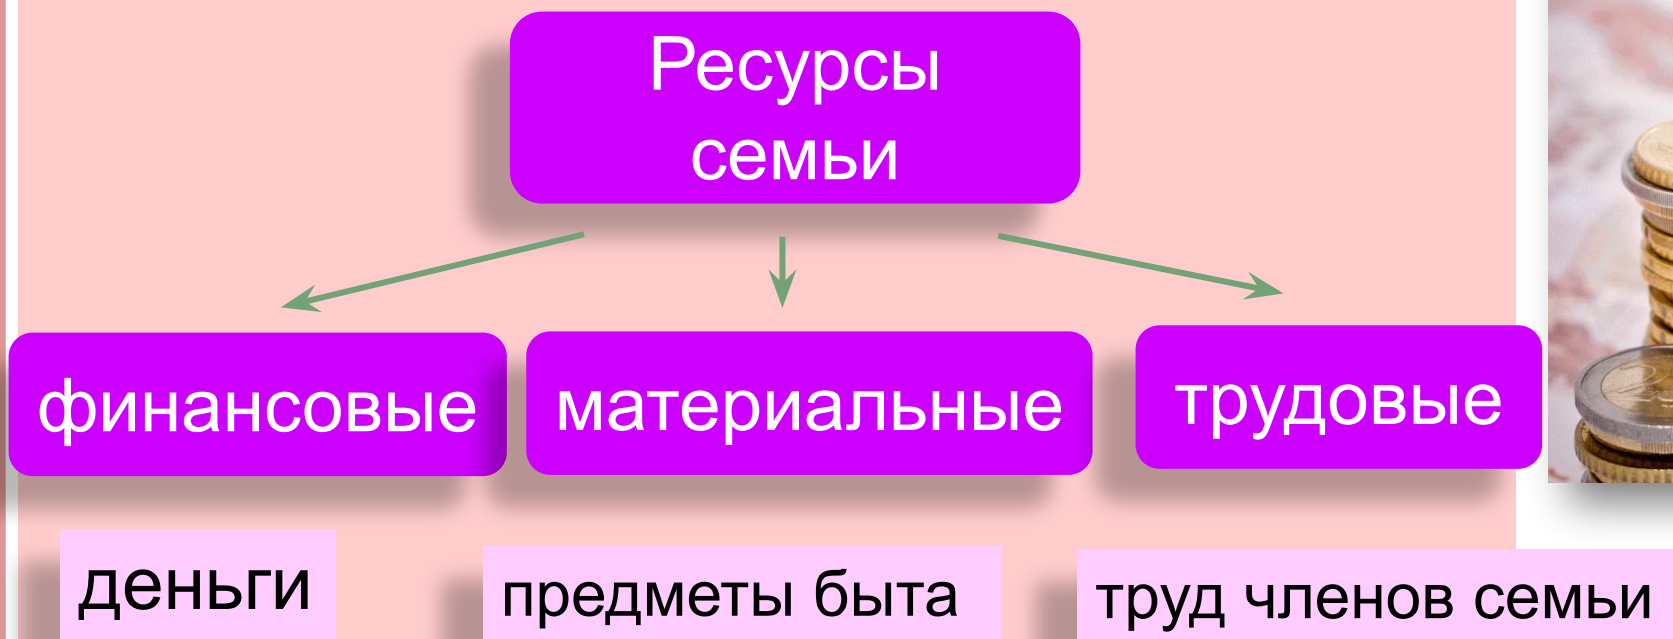 Ресурсы
семьи
финансовые
материальные
трудовые
деньги
предметы быта
труд членов семьи